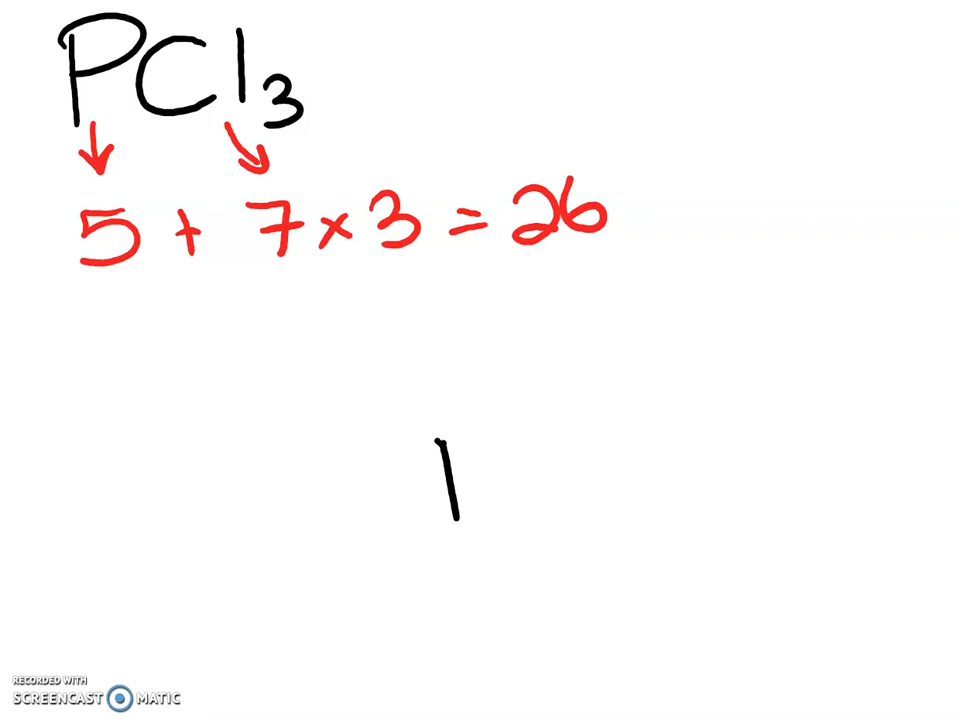 PCl3
5 + 7 × 3 = 26
RECORDED WITH
SCREENCAST MATIC